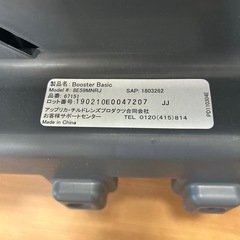 製品名：Booster Basic
Model #: BE59MNRJ SAP: 1803262
品番：67151
ロット番号：190210E0047207 JJ
アップリカ・チルドレンズプロダクツ合同会社
お客様サポートセンター TEL 0120(415)814
Made in China